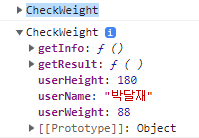 ▶ CheckWeight
▼ CheckWeight i
▶ getInfo: ƒ ()
▶ getResult: ƒ ( )
userHeight: 180
userName: "박달재"
userWeight: 88
▶ [[Prototype]]: Object